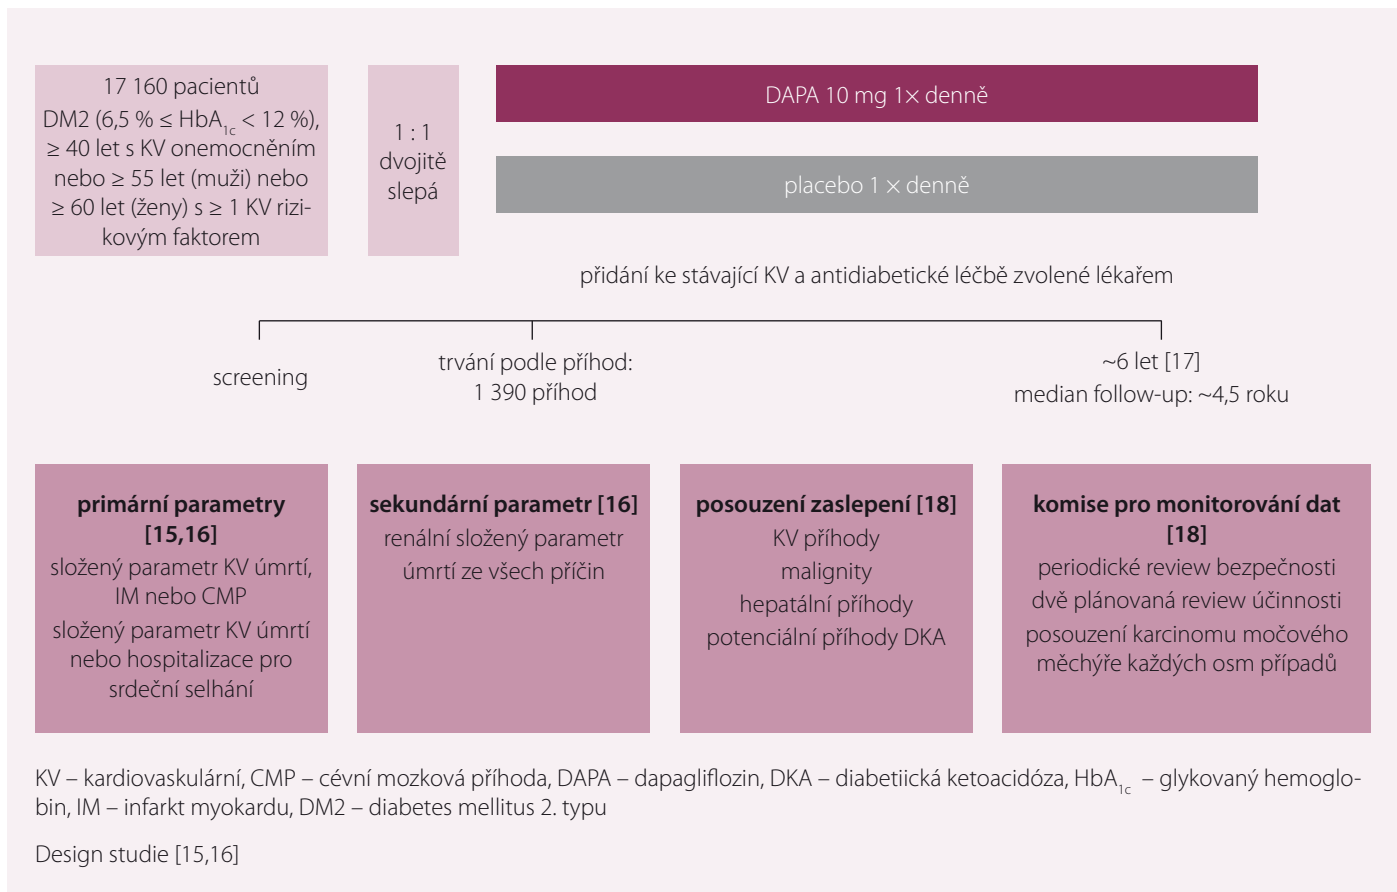 17 160 pacientů
DM2 (6,5 % ≤ HbA1c < 12 %),
≥ 40 let s KV onemocněním
nebo ≥ 55 let (muži) nebo
≥ 60 let (ženy) s ≥ 1 KV rizi-
kovým faktorem
1 : 1
dvojitě
slepá
DAPA 10 mg 1× denně
placebo 1 × denně
přidání ke stávající KV a antidiabetické léčbě zvolené lékařem
screening
trvání podle příhod:
1 390 příhod
~6 let [17]
median follow-up: ~4,5 roku
primární parametry
[15,16]
složený parametr KV úmrtí,
IM nebo CMP
složený parametr KV úmrtí
nebo hospitalizace pro
srdeční selhání
sekundární parametr [16]
renální složený parametr
úmrtí ze všech příčin
posouzení zaslepení [18]
KV příhody
malignity
hepatální příhody
potenciální příhody DKA
komise pro monitorování dat
[18]
periodické review bezpečnosti
dvě plánovaná review účinnosti
posouzení karcinomu močového
měchýře každých osm případů
KV – kardiovaskulární, CMP – cévní mozková příhoda, DAPA – dapagliflozin, DKA – diabetiická ketoacidóza, HbA1c – glykovaný hemoglo-
bin, IM – infarkt myokardu, DM2 – diabetes mellitus 2. typu
Design studie [15,16]